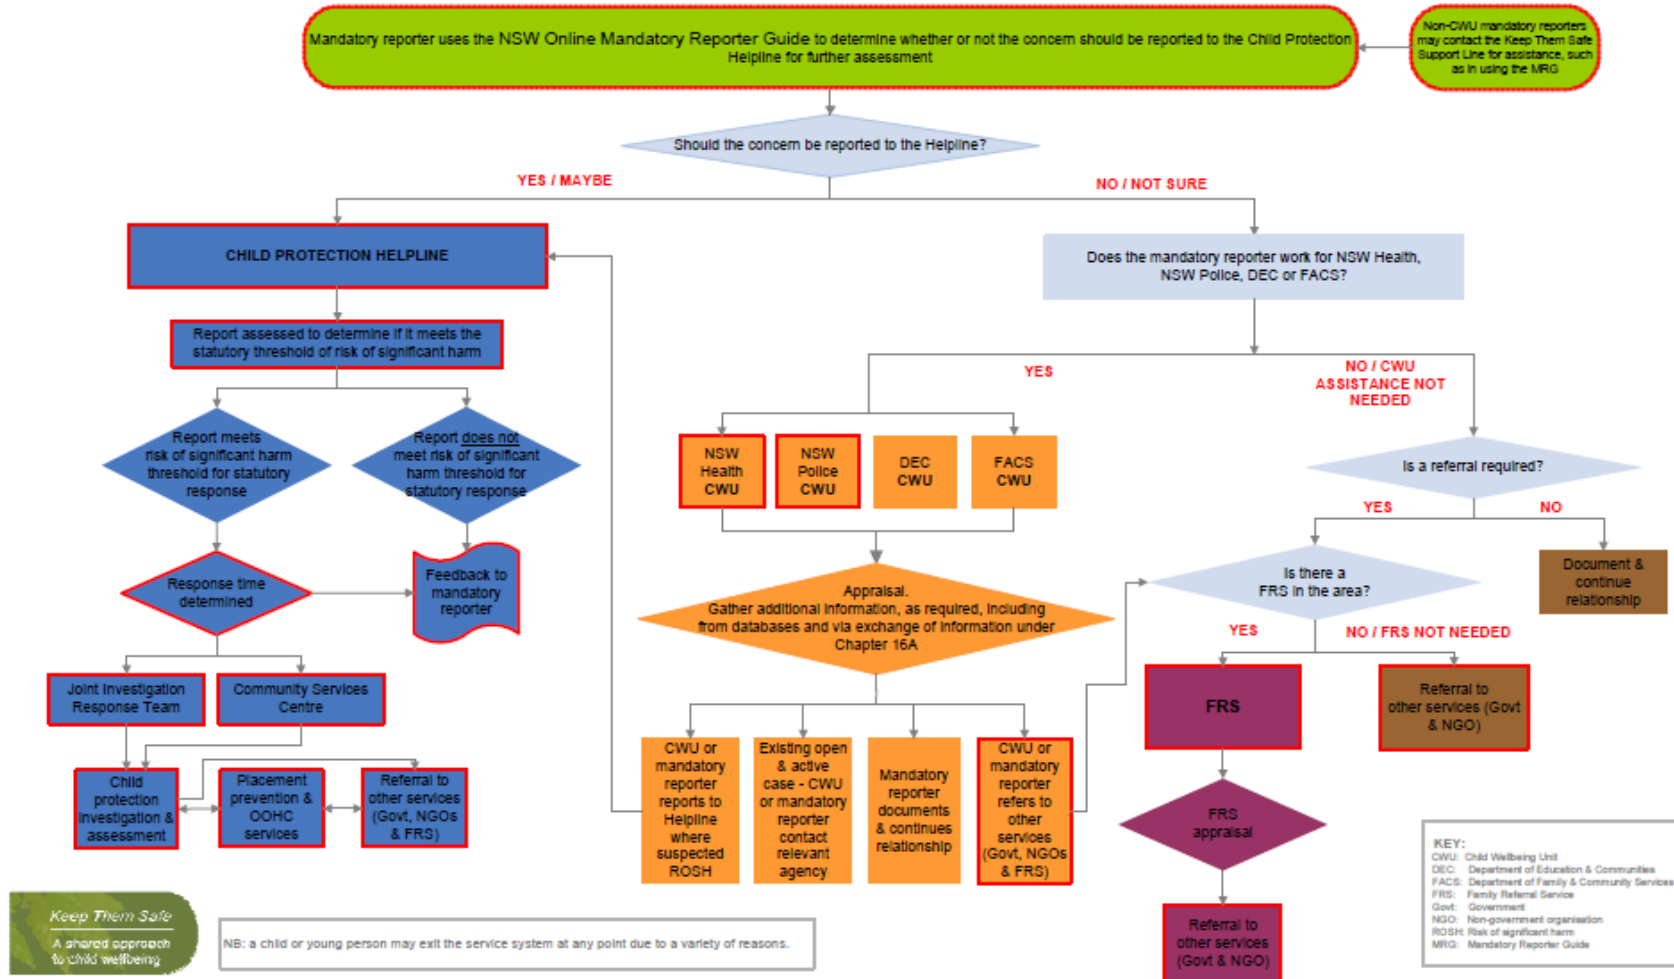 Mandatory reporter uses the NSW Online Mandatory Reporter Guide to determine whether or not the concern should be reported to the Child Protection
Helpline for further assessment
Non-CWU mandatory reporters
may contact the Keep Them Safe
Support Line for assistance, such
as in using the MRG
Should the concern be reported to the Helpline?
YES / MAYBE
NO / NOT SURE
CHILD PROTECTION HELPLINE
Does the mandatory reporter work for NSW Health,
NSW Police, DEC or FACS?
Report assessed to determine if it meets the
statutory threshold of risk of significant harm
YES
NO / CWU
ASSISTANCE NOT
NEEDED
Report meets
risk of significant harm
threshold for statutory
response
Report does not
meet risk of significant
harm threshold for
statutory response
NSW
Health
CWU
NSW
Police
CWU
DEC
CWU
FACS
CWU
Is a referral required?
YES
NO
Response time
determined
Feedback to
mandatory
reporter
Appraisal.
Gather additional information, as required, including
from databases and via exchange of information under
Chapter 16A
Is there a
FRS in the area?
Document &
continue
relationship
YES
NO / FRS NOT NEEDED
Joint Investigation
Response Team
Community Services
Centre
FRS
Referral to
other services (Govt
& NGO)
Child
protection
investigation &
assessment
Placement
prevention &
OOHC
services
Referral to
other services
(Govt, NGOs
& FRS)
CWU or
mandatory
reporter
reports to
Helpline
where
suspected
ROSH
Existing open
& active
case - CWU
or mandatory
reporter
contact
relevant
agency
Mandatory
reporter
documents
& continues
relationship
CWU or
mandatory
reporter
refers to
other
services
(Govt, NGOs
& FRS)
FRS
appraisal
Referral to
other services
(Govt & NGO)
KEY:
CWU: Child Wellbeing Unit
DEC: Department of Education & Communities
FACS: Department of Family & Community Services
FRS: Family Referral Service
Govt: Government
NGO: Non-government organisation
ROSH: Risk of significant harm
MRG: Mandatory Reporter Guide
Keep Them Safe
A shared approach
to child wellbeing
NB: a child or young person may exit the service system at any point due to a variety of reasons.